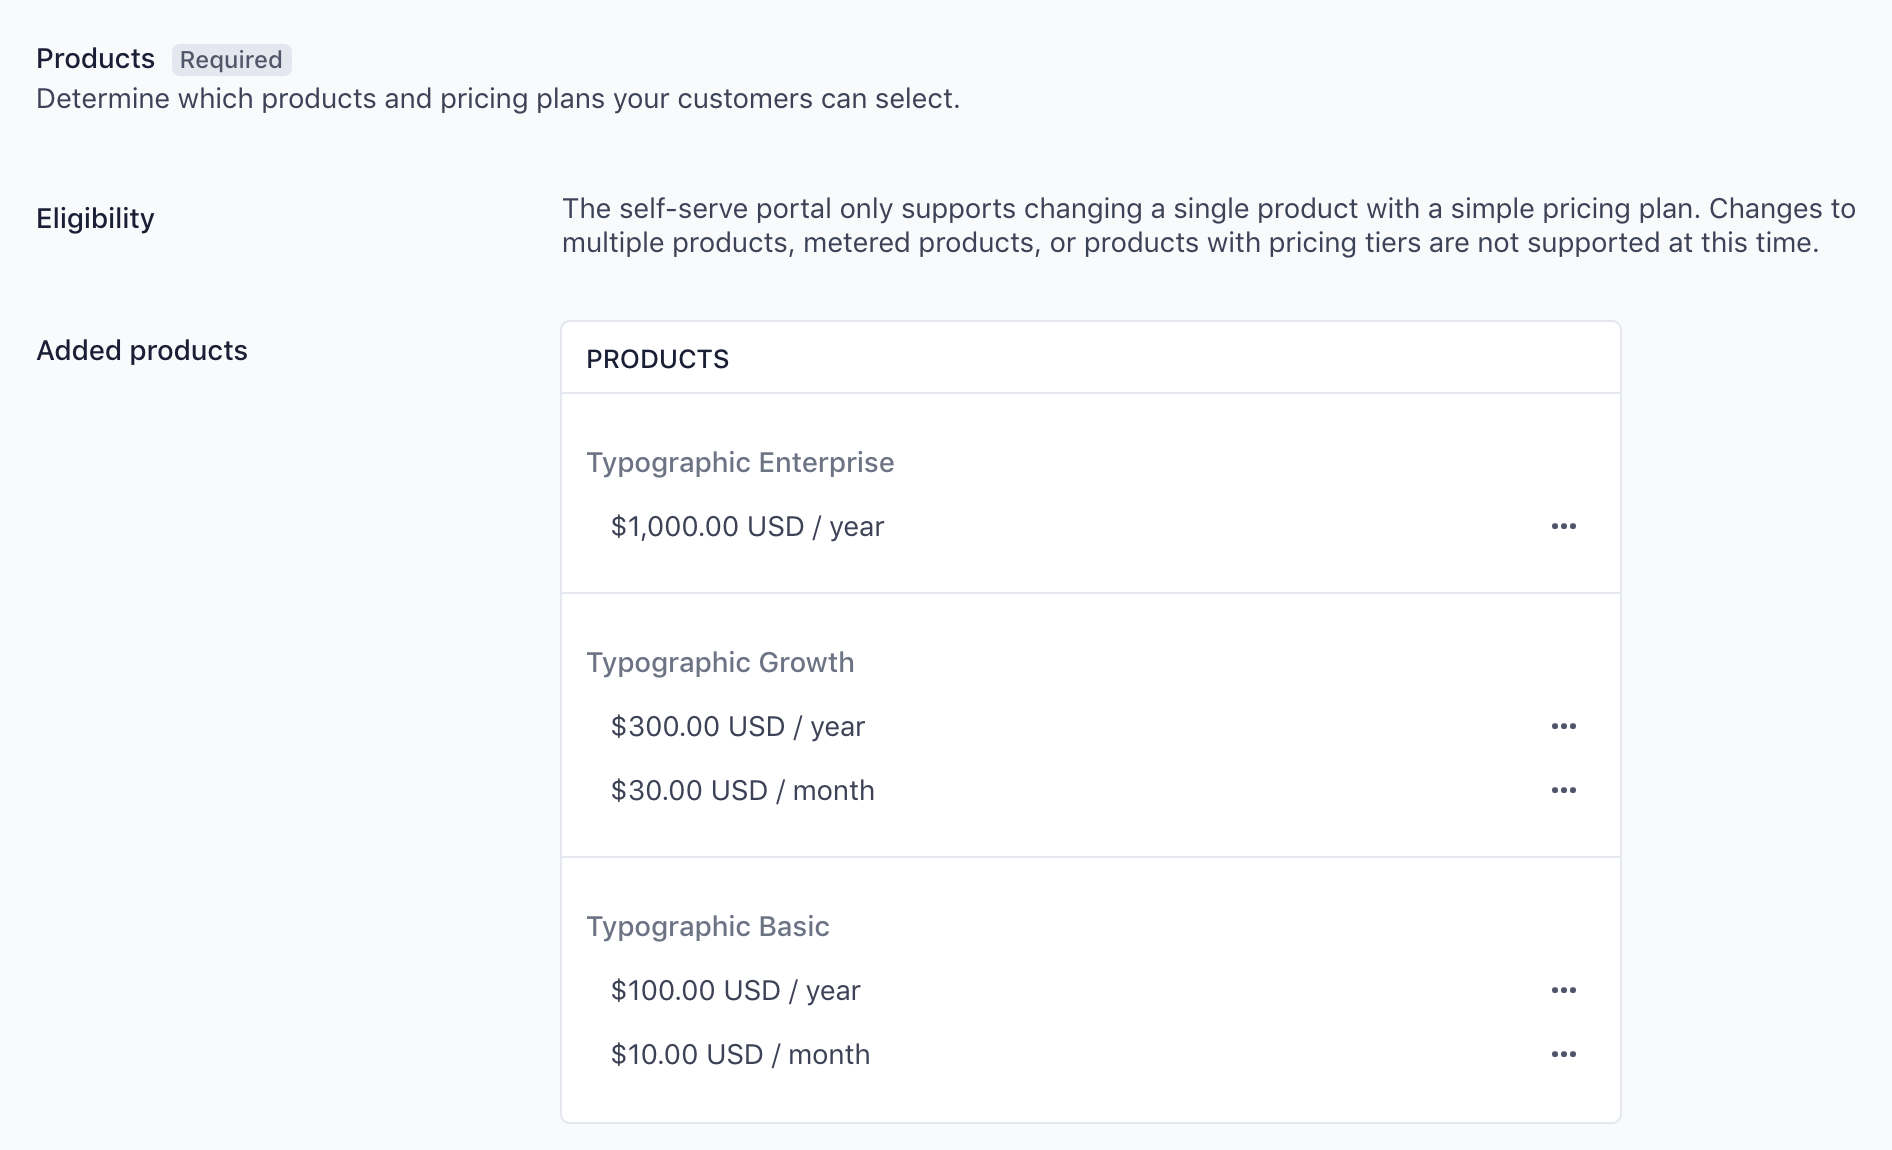 Products Required
Determine which products and pricing plans your customers can select.
Eligibility
The self-serve portal only supports changing a single product with a simple pricing plan. Changes to
multiple products, metered products, or products with pricing tiers are not supported at this time.
Added products
PRODUCTS
Typographic Enterprise
$1,000.00 USD / year
Typographic Growth
$300.00 USD / year
$30.00 USD / month
Typographic Basic
$100.00 USD / year
$10.00 USD / month